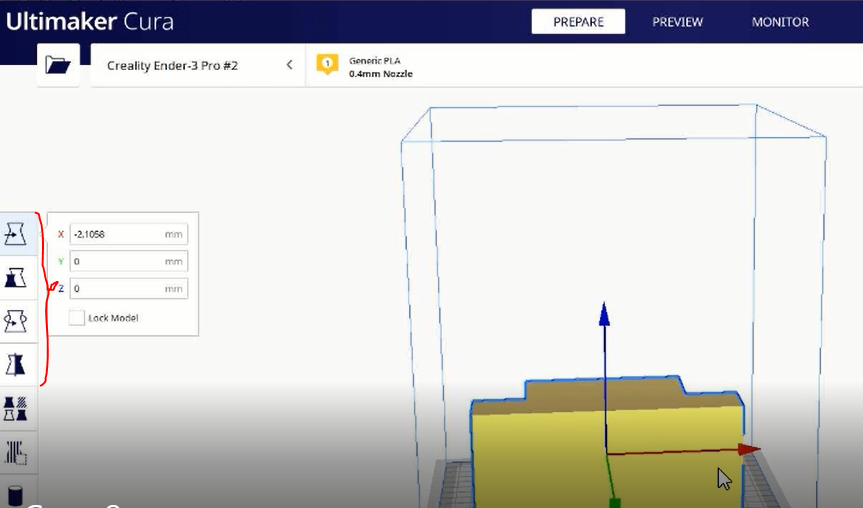 Ultimaker Cura
PREPARE
PREVIEW
MONITOR
Creality Ender-3 Pro #2
1
Generic PLA
0.4mm Nozzle
X -2.1058 mm
Y 0 mm
Z 0 mm
Lock Model